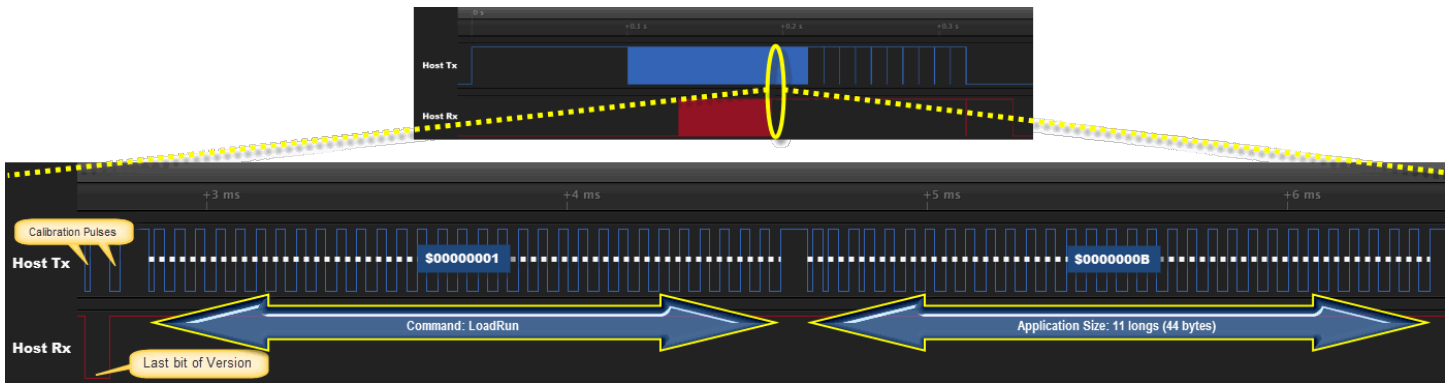 0 s
+0.1 s +0.2 s +0.3 s
Host Tx
Host Rx
+3 ms +4 ms +5 ms +6 ms
Calibration Pulses
Host Tx
$00000001
$0000000B
Command: LoadRun
Application Size: 11 longs (44 bytes)
Host Rx
Last bit of Version